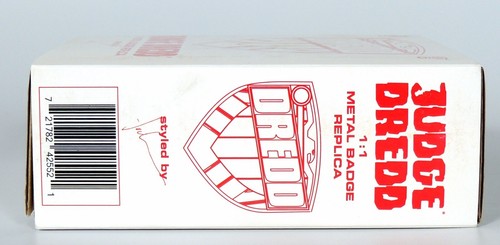 JUDGE
DREDD
1:1
METAL BADGE
REPLICA
DREDD
styled by
7 21782 42552 1